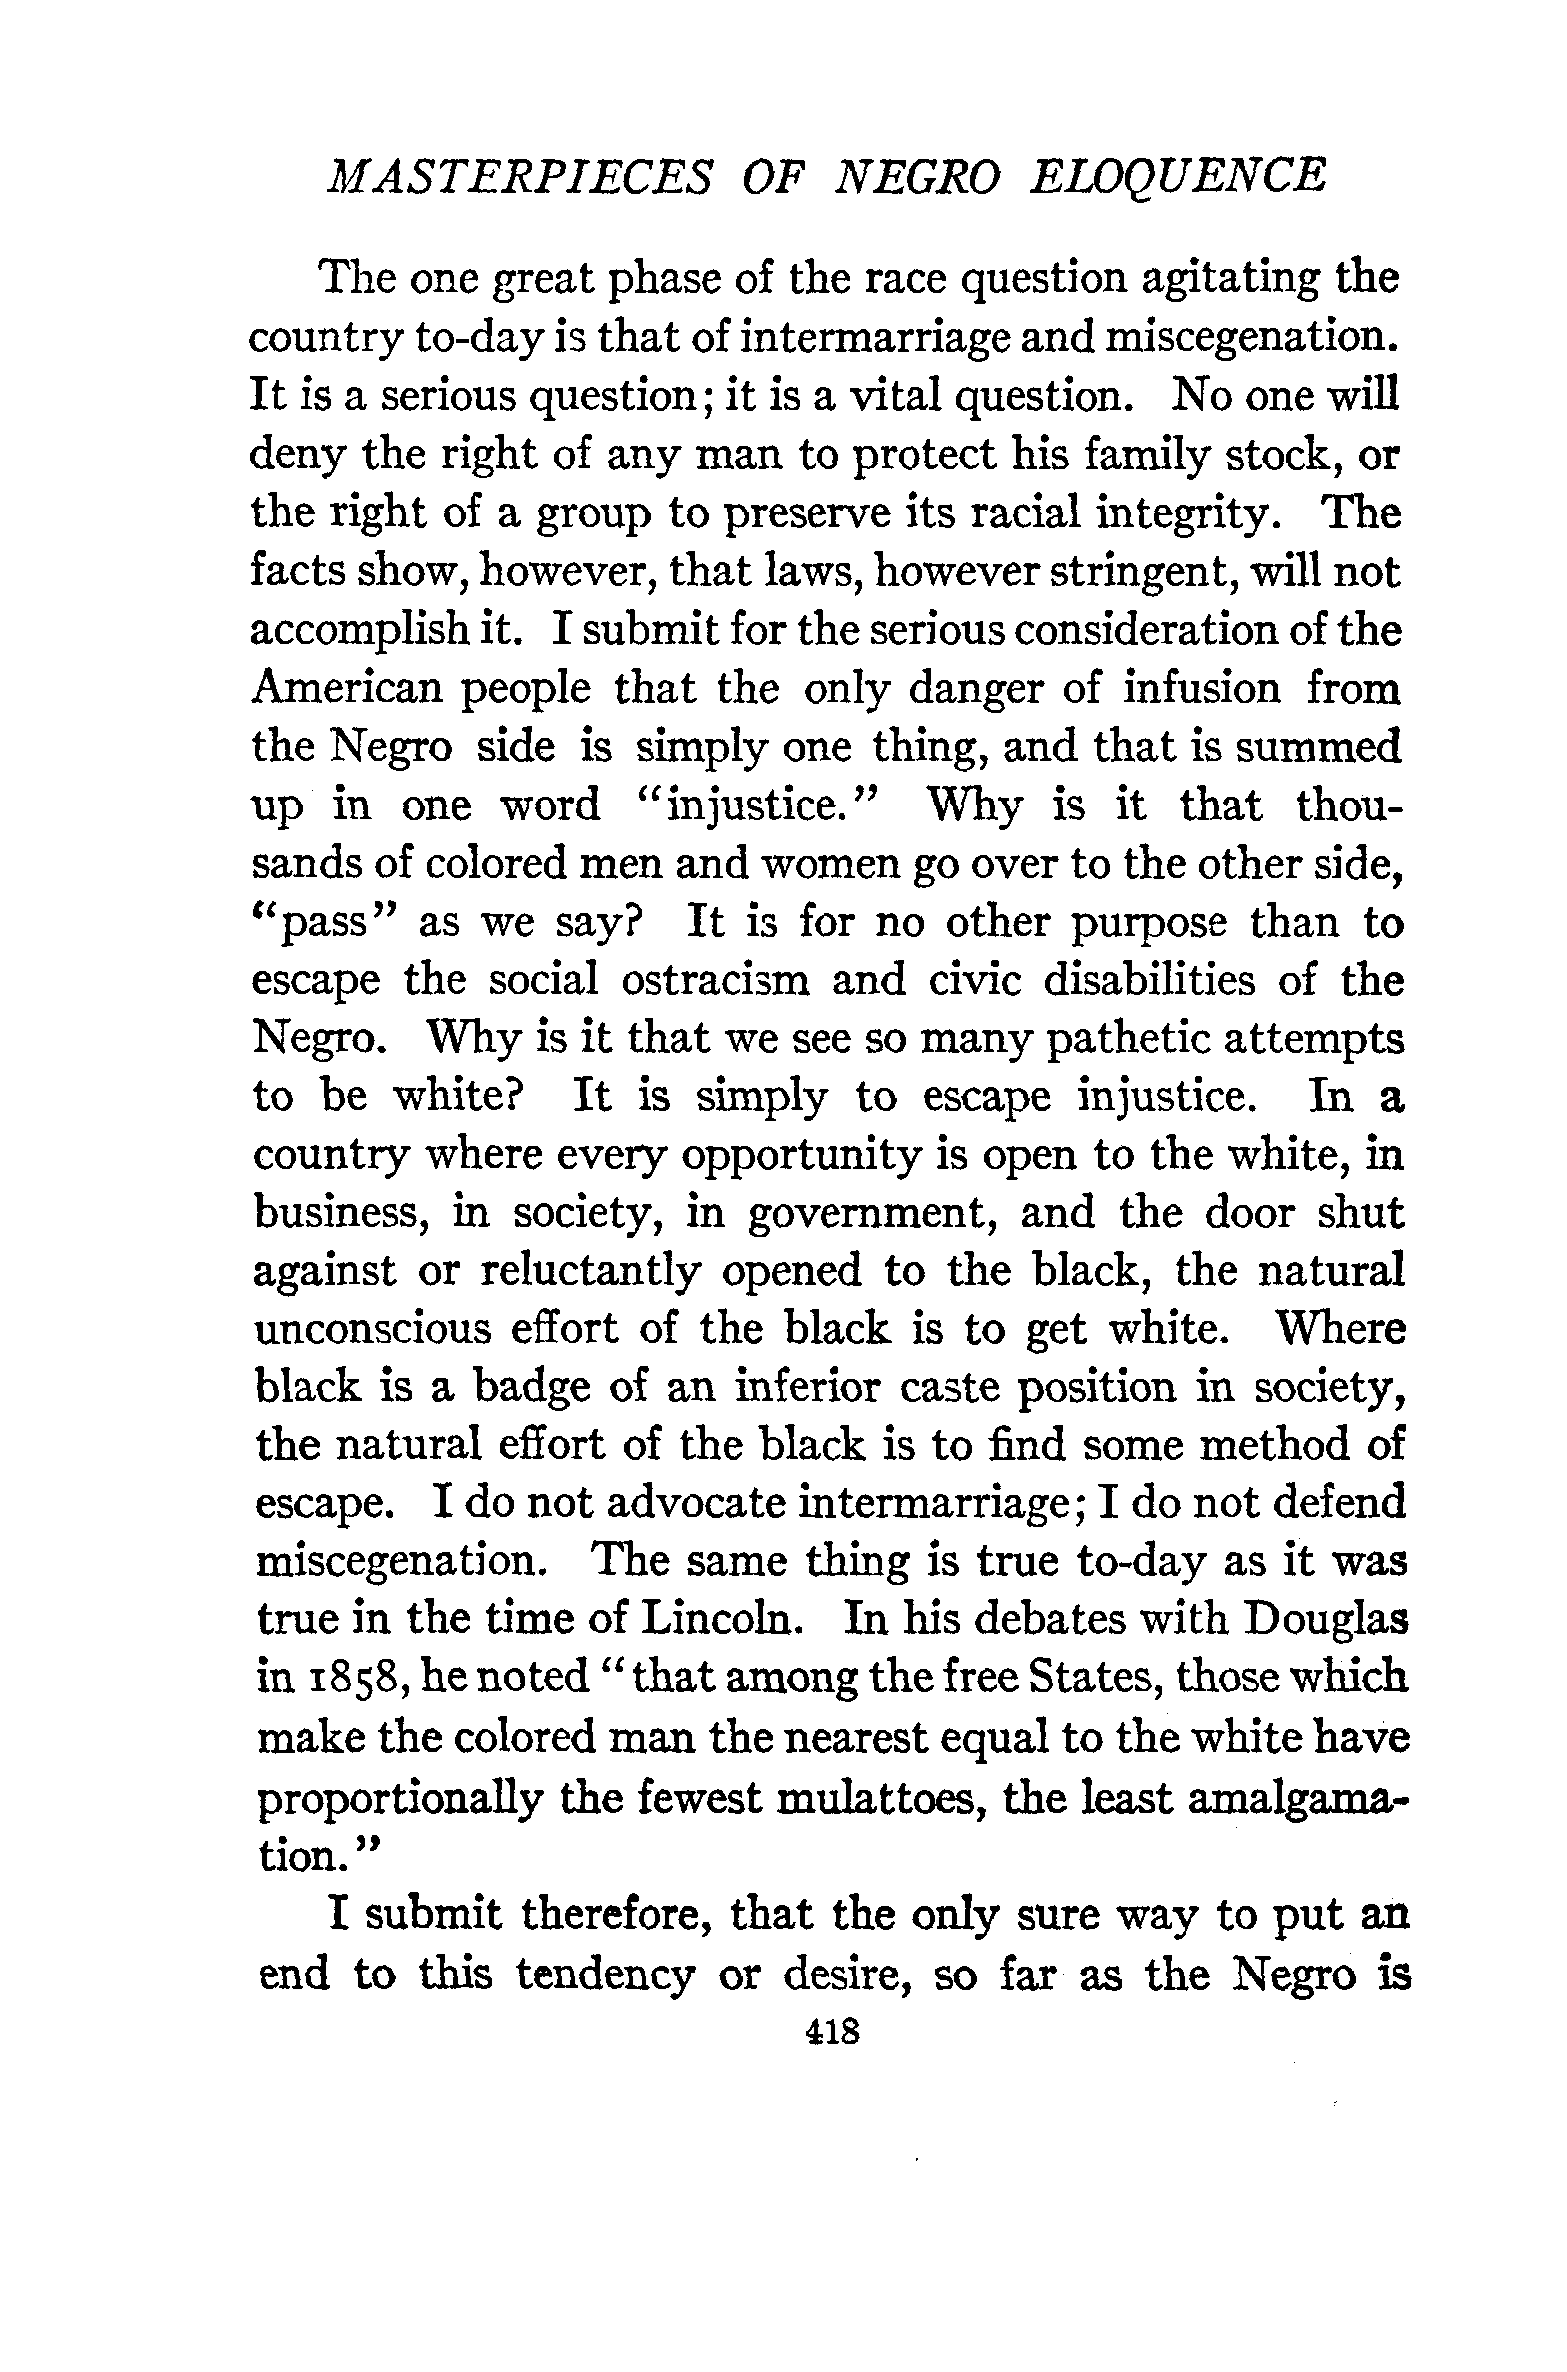 MASTERPIECES OF NEGRO ELOQUENCE
The one great phase of the race question agitating the
country to-day is that of intermarriage and miscegenation.
It is a serious question; it is a vital question. No one will
deny the right of any man to protect his family stock, or
the right of a group to preserve its racial integrity. The
facts show, however, that laws, however stringent, will not
accomplish it. I submit for the serious consideration of the
American people that the only danger of infusion from
the Negro side is simply one thing, and that is summed
up in one word "injustice." Why is it that thou-
sands of colored men and women go over to the other side,
"pass" as we say? It is for no other purpose than to
escape the social ostracism and civic disabilities of the
Negro. Why is it that we see so many pathetic attempts
to be white? It is simply to escape injustice. In a
country where every opportunity is open to the white, in
business, in society, in government, and the door shut
against or reluctantly opened to the black, the natural
unconscious effort of the black is to get white. Where
black is a badge of an inferior caste position in society,
the natural effort of the black is to find some method of
escape. I do not advocate intermarriage; I do not defend
miscegenation. The same thing is true to-day as it was
true in the time of Lincoln. In his debates with Douglas
in 1858, he noted "that among the free States, those which
make the colored man the nearest equal to the white have
proportionally the fewest mulattoes, the least amalgama-
tion."
I submit therefore, that the only sure way to put an
end to this tendency or desire, so far as the Negro is
418